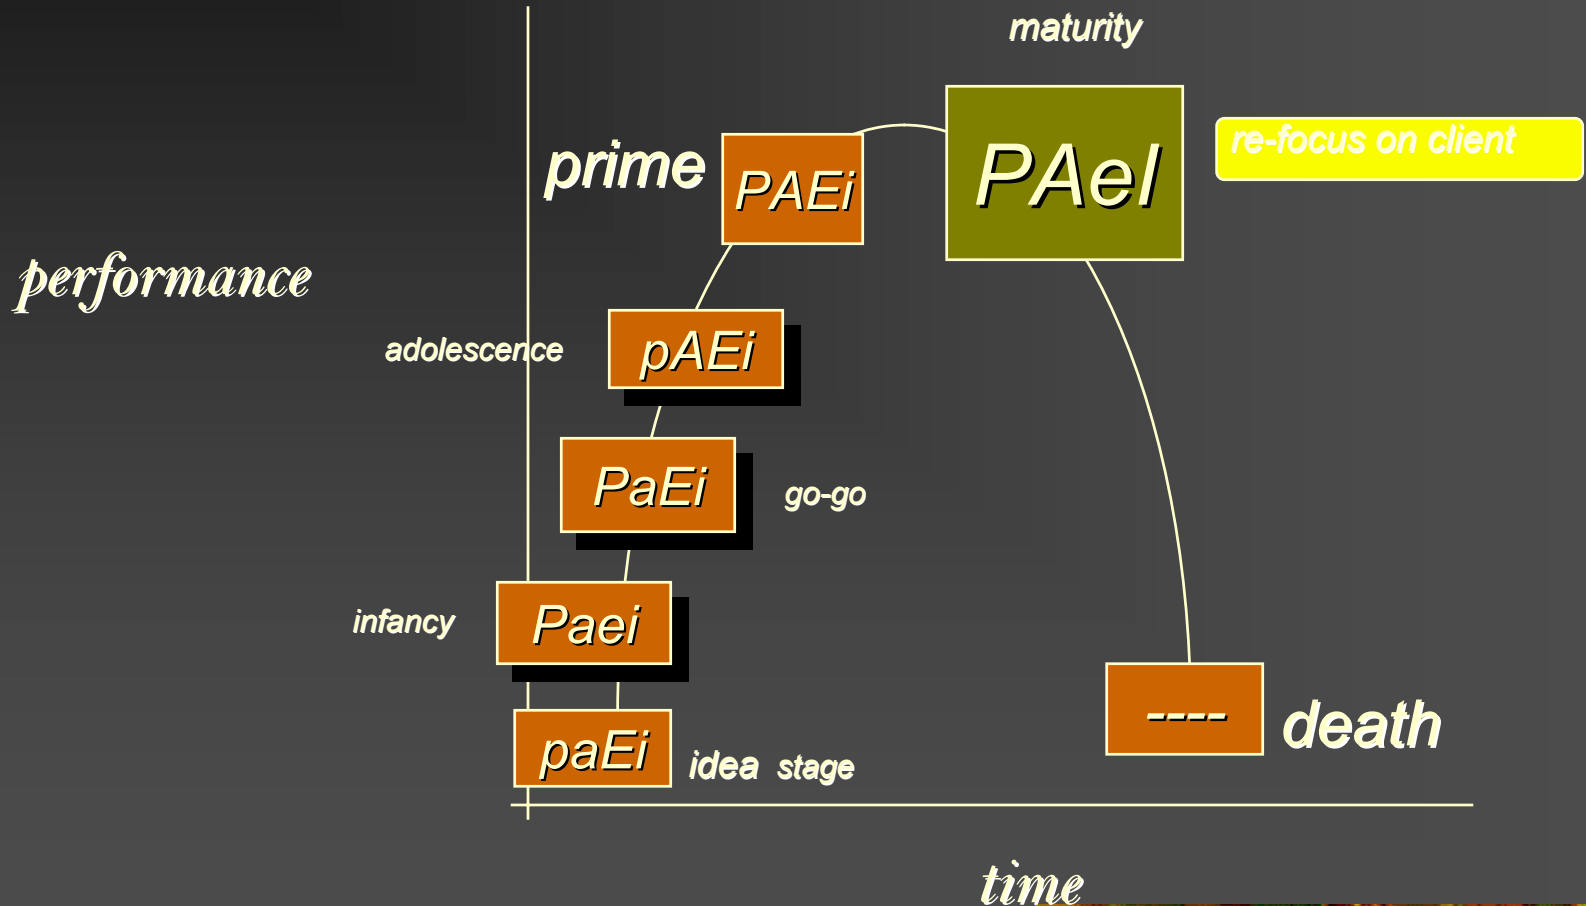 maturity
prime
PAEi
PAeI
re-focus on client
performance
adolescence
pAEi
PaEi
go-go
infancy
Paei
----
death
paEi
idea stage
time